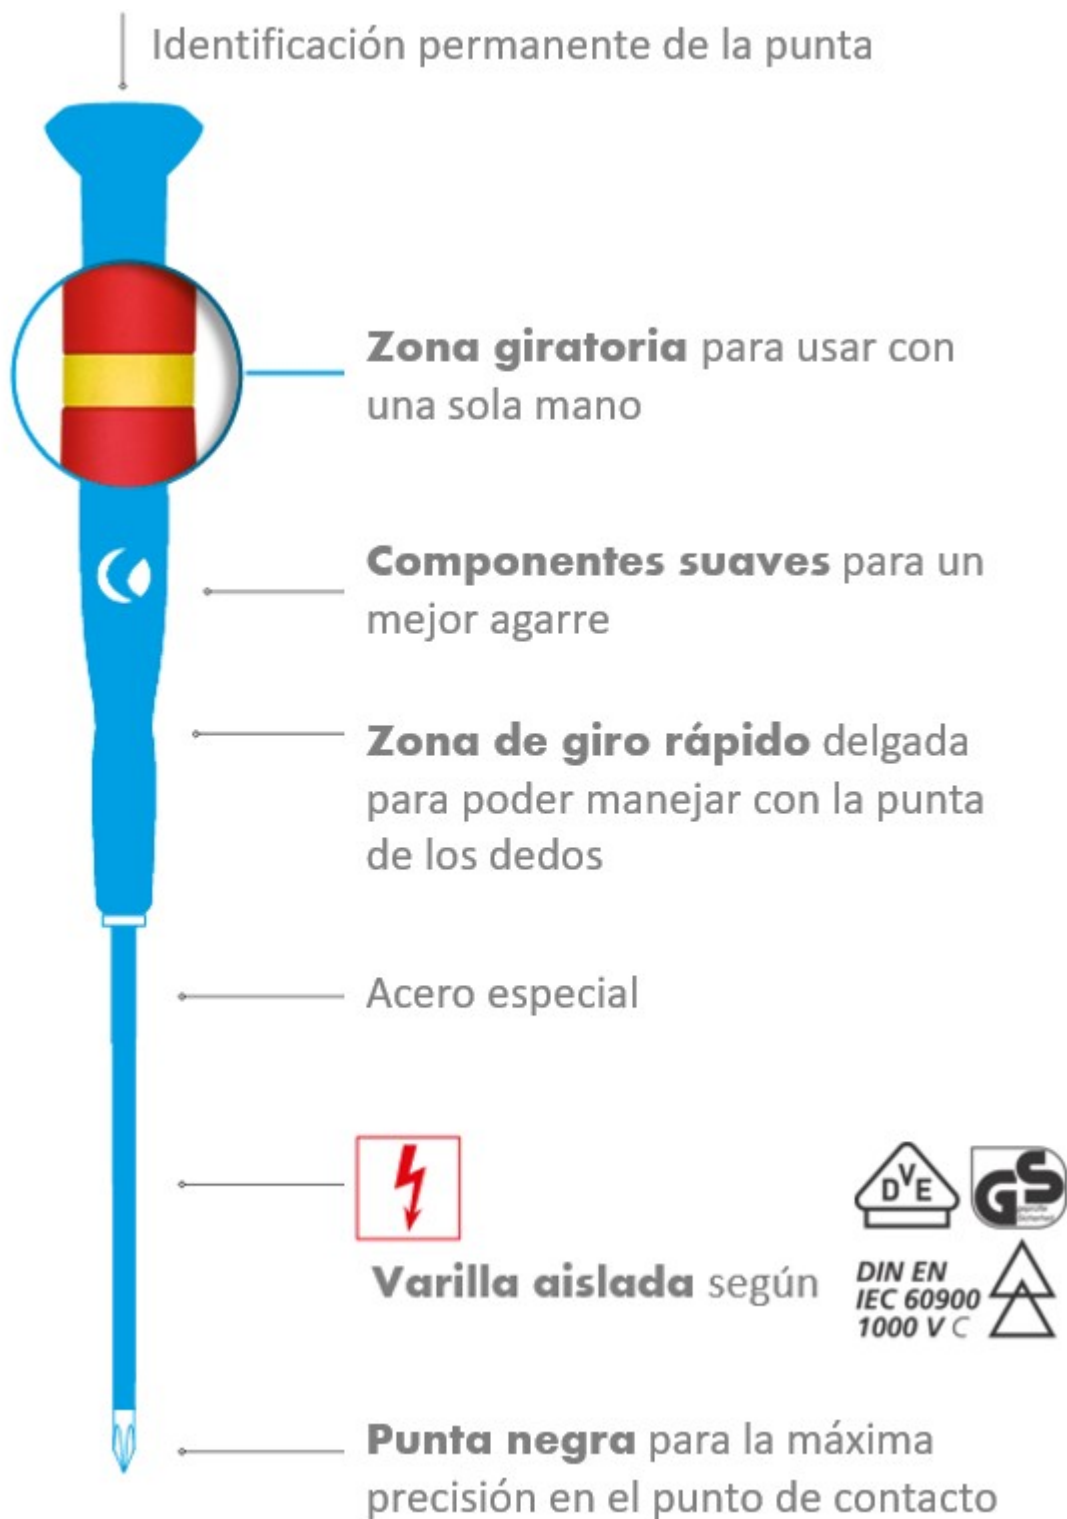 Identificación permanente de la punta
Zona giratoria para usar con
una sola mano
Componentes suaves para un
mejor agarre
Zona de giro rápido delgada
para poder manejar con la punta
de los dedos
Acero especial
DVE
GS
geprüfte
Sicherheit
Varilla aislada según
DIN EN
IEC 60900
1000 V C
Punta negra para la máxima
precisión en el punto de contacto